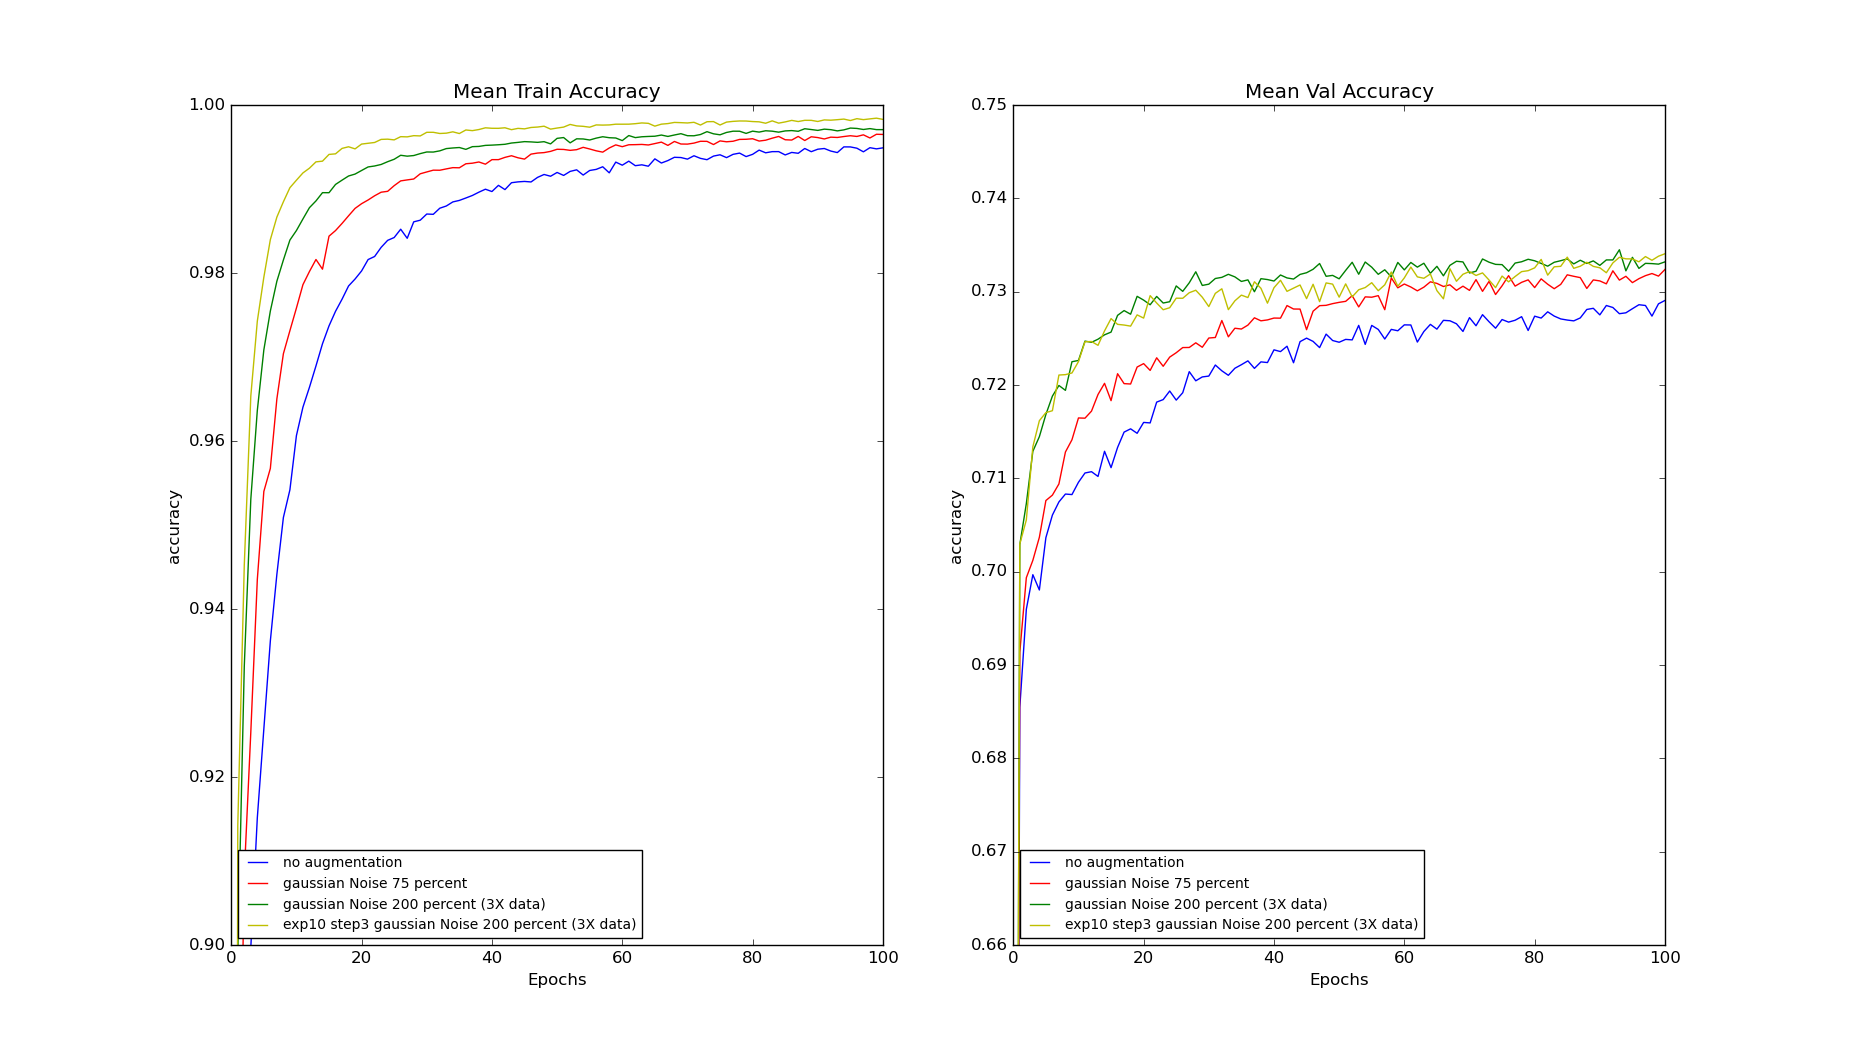 Mean Train Accuracy
1.00
0.98
0.96
0.94
0.92
0.90
accuracy
no augmentation
gaussian Noise 75 percent
gaussian Noise 200 percent (3X data)
exp10 step3 gaussian Noise 200 percent (3X data)
0 20 40 60 80 100
Epochs
Mean Val Accuracy
0.75
0.74
0.73
0.72
0.71
0.70
0.69
0.68
0.67
0.66
accuracy
no augmentation
gaussian Noise 75 percent
gaussian Noise 200 percent (3X data)
exp10 step3 gaussian Noise 200 percent (3X data)
0 20 40 60 80 100
Epochs